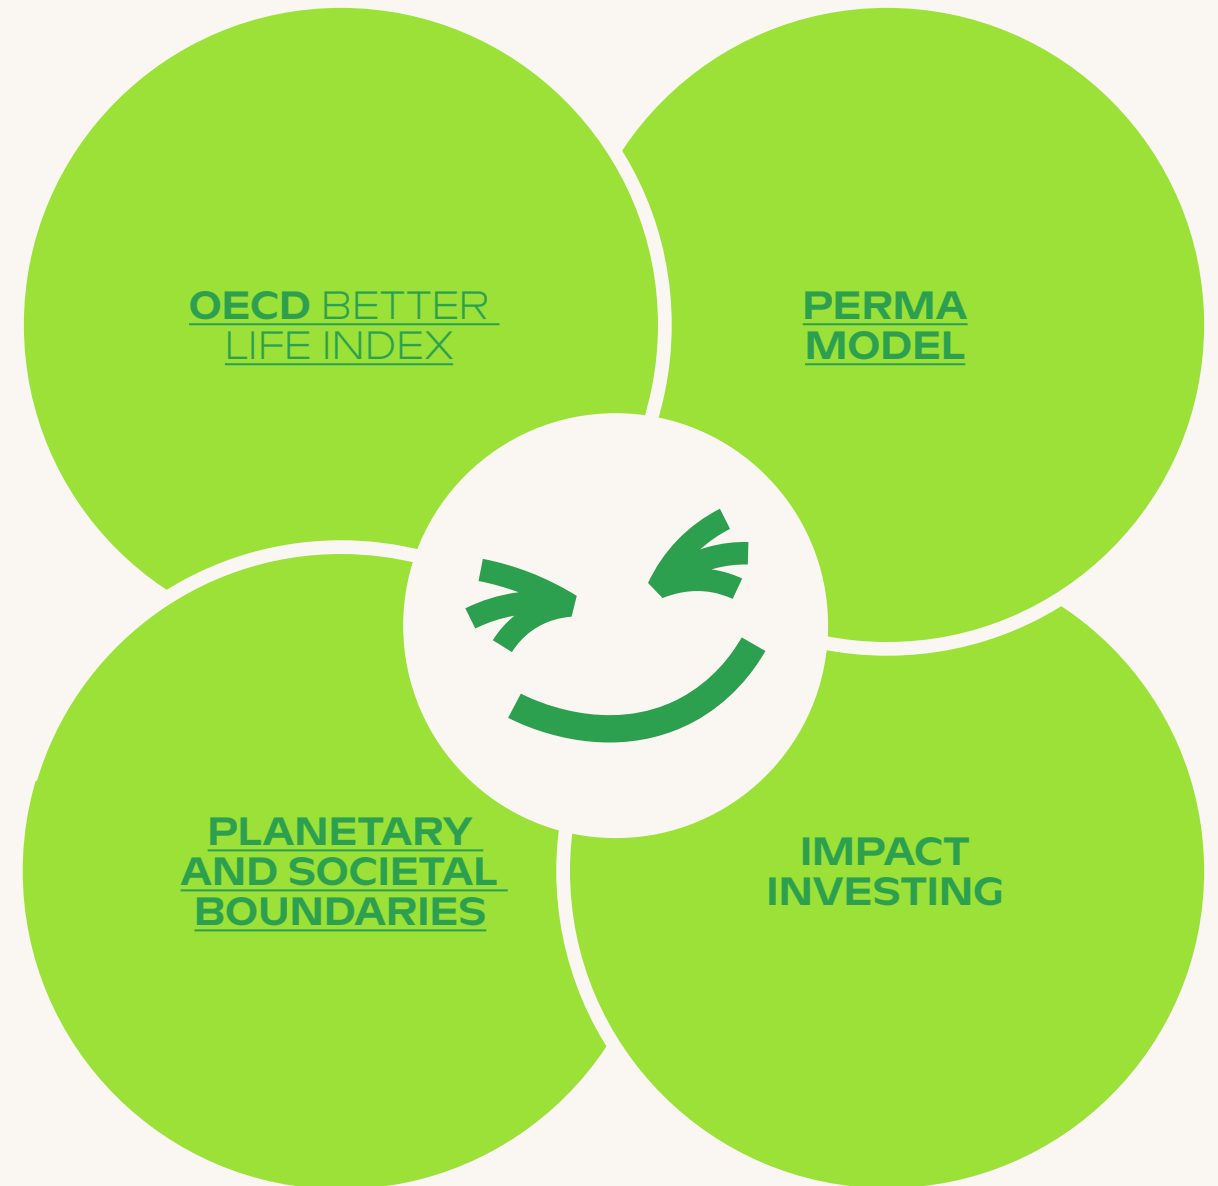 OECD BETTER
LIFE INDEX
PERMA
MODEL
PLANETARY
AND SOCIETAL
BOUNDARIES
IMPACT
INVESTING